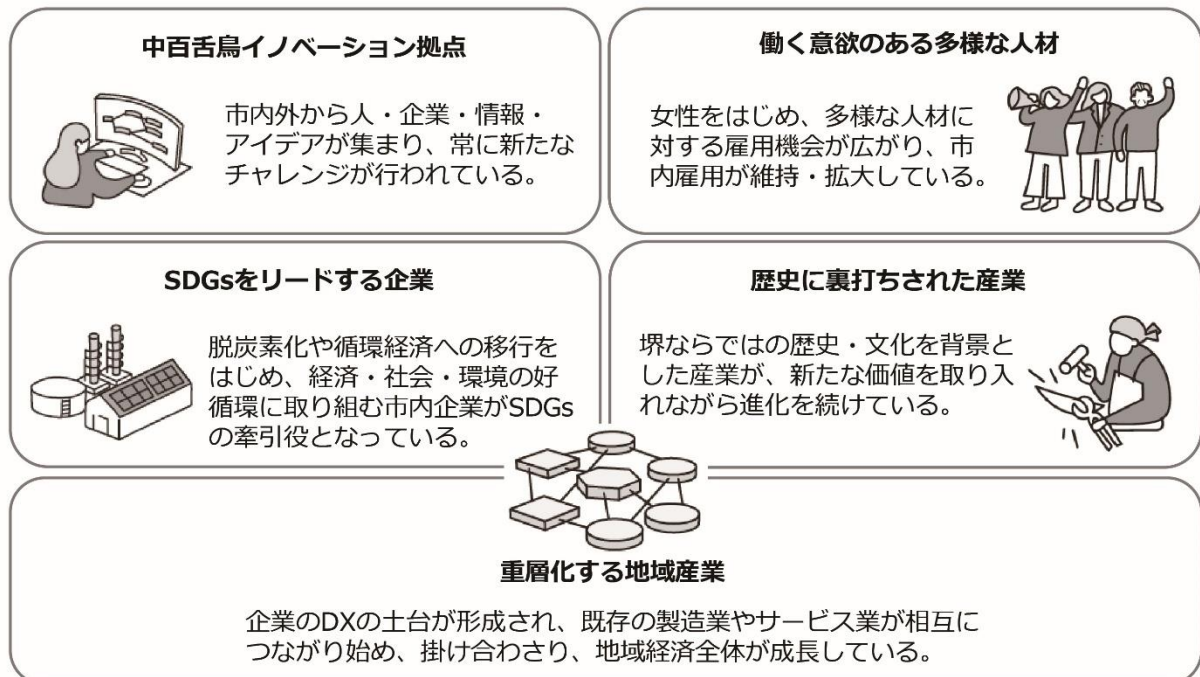 中百舌鳥イノベーション拠点
市内外から人・企業・情報・
アイデアが集まり、常に新たな
チャレンジが行われている。
働く意欲のある多様な人材
女性をはじめ、多様な人材に
対する雇用機会が広がり、市
内雇用が維持・拡大している。
SDGsをリードする企業
脱炭素化や循環経済への移行を
はじめ、経済・社会・環境の好
循環に取り組む市内企業がSDGs
の牽引役となっている。
歴史に裏打ちされた産業
堺ならではの歴史・文化を背景と
した産業が、新たな価値を取り入
れながら進化を続けている。
重層化する地域産業
企業のDXの土台が形成され、既存の製造業やサービス業が相互に
つながり始め、掛け合わさり、地域経済全体が成長している。